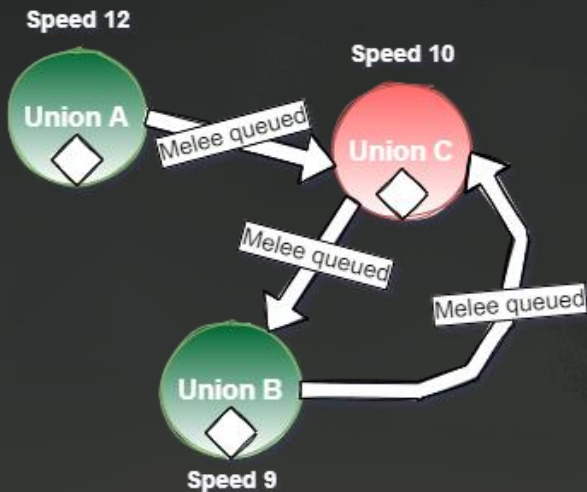 Speed 12
Speed 10
Union A
Melee queued
Union C
Melee queued
Melee queued
Union B
Speed 9